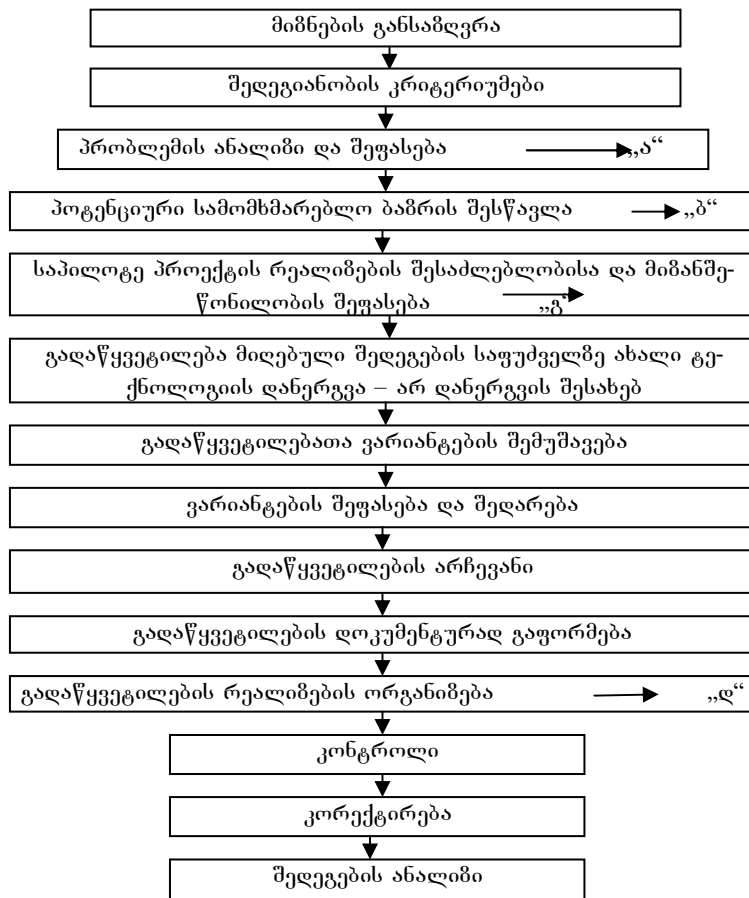 მიზნების განსაზღვრა
შედეგიანობის კრიტერიუმები
პრობლემის ანალიზი და შეფასება „ა“
პოტენციური სამომხმარებლო ბაზრის შესწავლა „ბ“
საპილოტე პროექტის რეალიზების შესაძლებლობისა და მიზანშე-
წონილობის შეფასება „გ“
გადაწყვეტილება მიღებული შედეგების საფუძველზე ახალი ტე-
ქნოლოგიის დანერგვა – არ დანერგვის შესახებ
გადაწყვეტილებათა ვარიანტების შემუშავება
ვარიანტების შეფასება და შედარება
გადაწყვეტილების არჩევანი
გადაწყვეტილების დოკუმენტურად გაფორმება
გადაწყვეტილების რეალიზების ორგანიზება „დ“
კონტროლი
კორექტირება
შედეგების ანალიზი